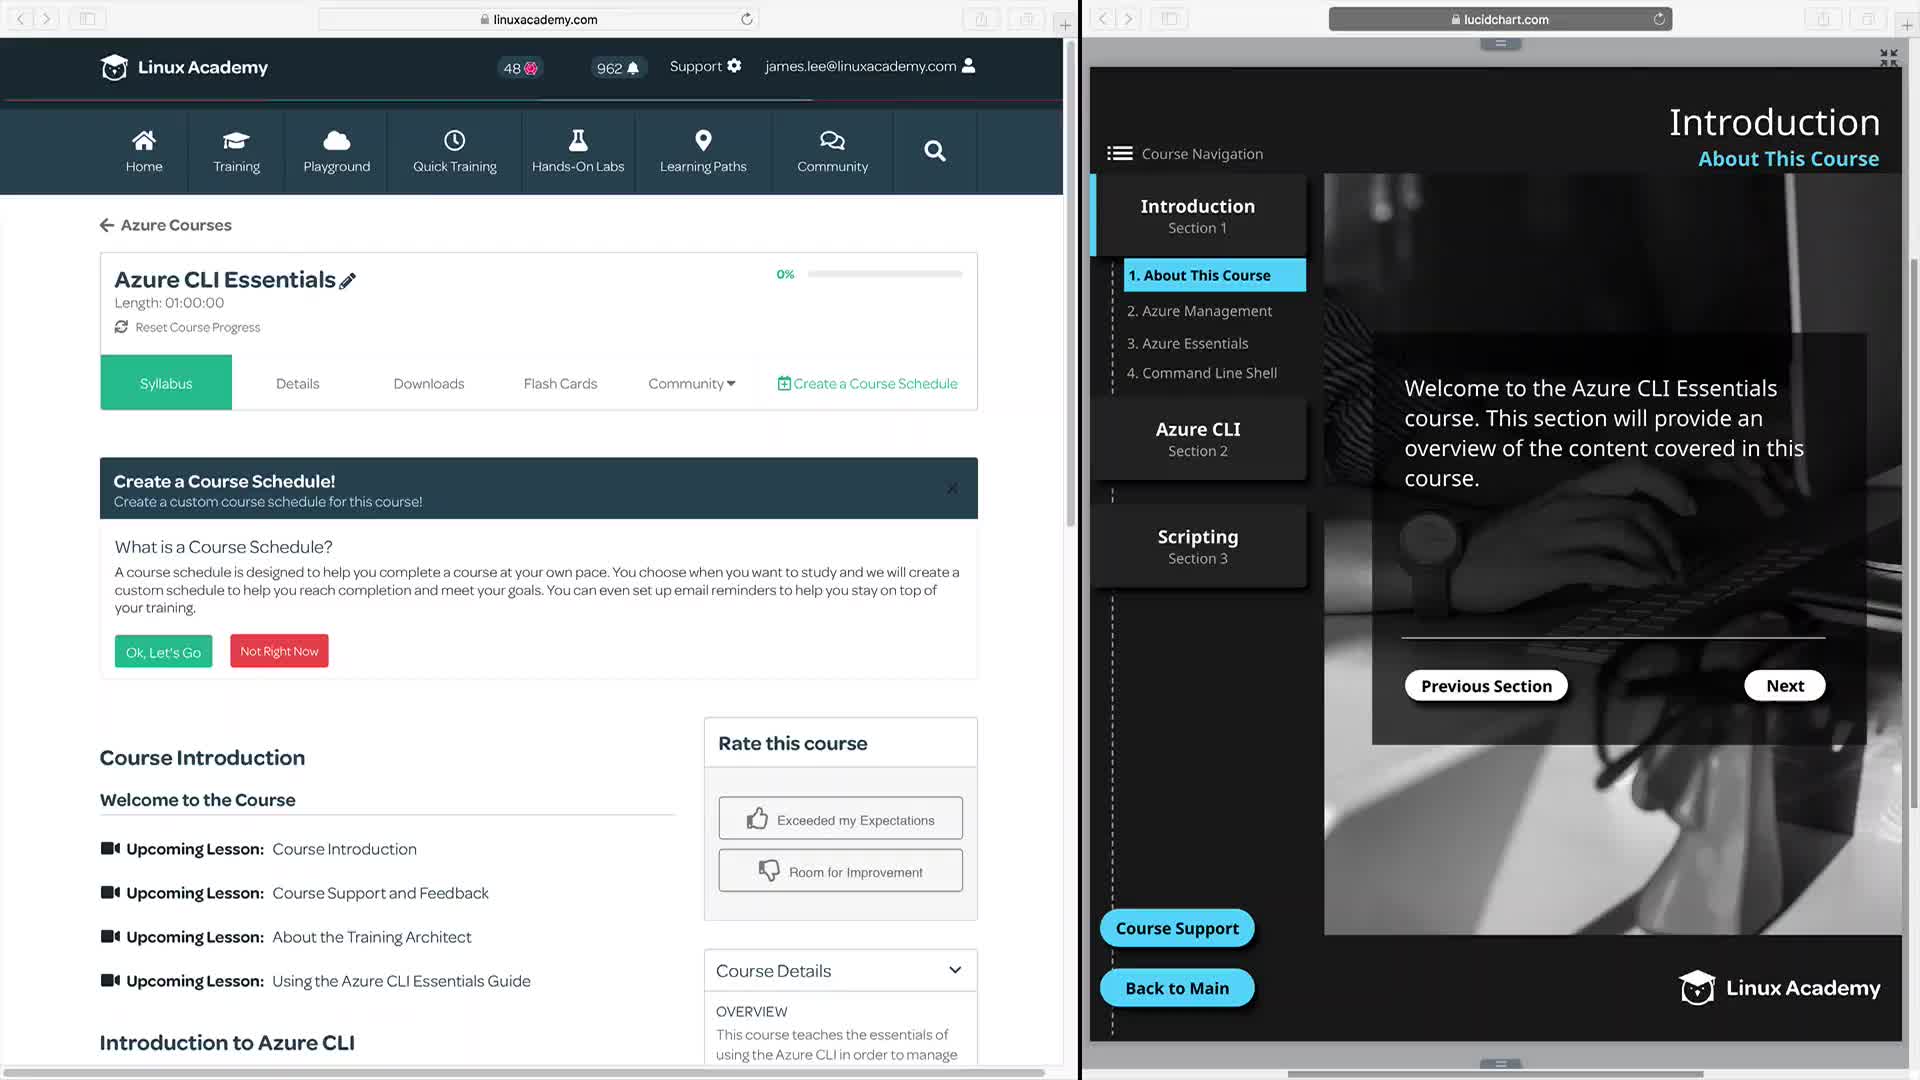 linuxacademy.com
Linux Academy
48
962
Support
james.lee@linuxacademy.com
Home
Training
Playground
Quick Training
Hands-On Labs
Learning Paths
Community
Azure Courses
Azure CLI Essentials
Length: 01:00:00
Reset Course Progress
0%
Syllabus
Details
Downloads
Flash Cards
Community
Create a Course Schedule
Create a Course Schedule!
Create a custom course schedule for this course!
What is a Course Schedule?
A course schedule is designed to help you complete a course at your own pace. You choose when you want to study and we will create a
custom schedule to help you reach completion and meet your goals. You can even set up email reminders to help you stay on top of
your training.
Ok, Let's Go
Not Right Now
Course Introduction
Welcome to the Course
Upcoming Lesson: Course Introduction
Upcoming Lesson: Course Support and Feedback
Upcoming Lesson: About the Training Architect
Upcoming Lesson: Using the Azure CLI Essentials Guide
Introduction to Azure CLI
Rate this course
Exceeded my Expectations
Room for Improvement
Course Details
OVERVIEW
This course teaches the essentials of
using the Azure CLI in order to manage
lucidchart.com
Introduction
About This Course
Course Navigation
Introduction
Section 1
1. About This Course
2. Azure Management
3. Azure Essentials
4. Command Line Shell
Azure CLI
Section 2
Scripting
Section 3
Welcome to the Azure CLI Essentials
course. This section will provide an
overview of the content covered in this
course.
Previous Section
Next
Course Support
Back to Main
Linux Academy